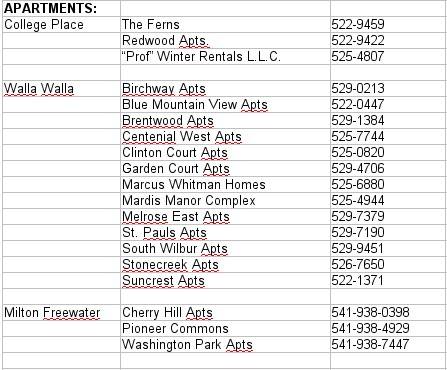 APARTMENTS:
College Place The Ferns 522-9459
Redwood Apts. 522-9422
“Prof” Winter Rentals L.L.C. 525-4807
Walla Walla Birchway Apts 529-0213
Blue Mountain View Apts 522-0447
Brentwood Apts 529-1384
Centenial West Apts 525-7744
Clinton Court Apts 525-0820
Garden Court Apts 529-4706
Marcus Whitman Homes 525-6880
Mardis Manor Complex 525-4944
Melrose East Apts 529-7379
St. Pauls Apts 529-7190
South Wilbur Apts 529-9451
Stonecreek Apts 526-7650
Suncrest Apts 522-1371
Milton Freewater Cherry Hill Apts 541-938-0398
Pioneer Commons 541-938-4929
Washington Park Apts 541-938-7447